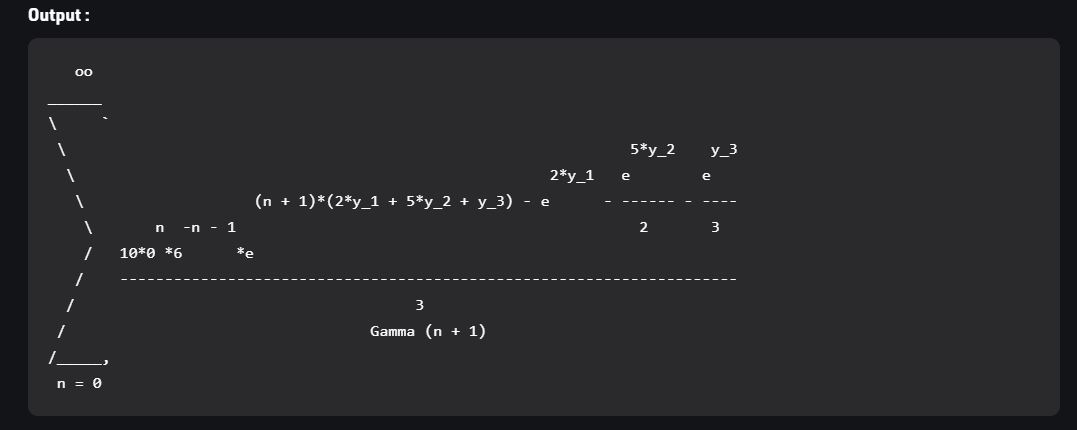 Output :
   oo
______
\     `
 \                                                               5*y_2    y_3
  \                                                     2*y_1   e        e
   \                   (n + 1)*(2*y_1 + 5*y_2 + y_3) - e      - ------ - ----
    \       n  -n - 1                                             2       3
    /   10*0 *6      *e
   /    ---------------------------------------------------------------------
  /                                      3
 /                                  Gamma (n + 1)
/_____,
 n = 0